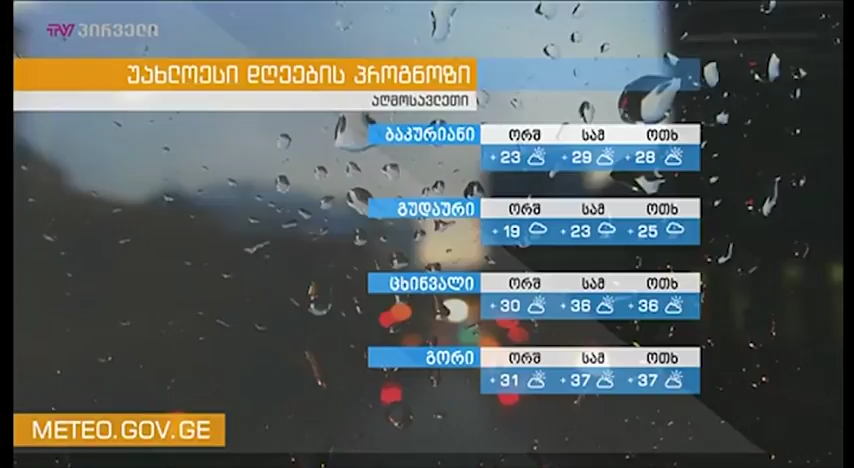 TV პირველი
უახლოესი დღეების პროგნოზი
აღმოსავლეთი
ბაკურიანი ორშ სამ ოთხ
+23 +29 +28
გუდაური ორშ სამ ოთხ
+19 +23 +25
ცხინვალი ორშ სამ ოთხ
+30 +36 +36
გორი ორშ სამ ოთხ
+31 +37 +37
METEO.GOV.GE